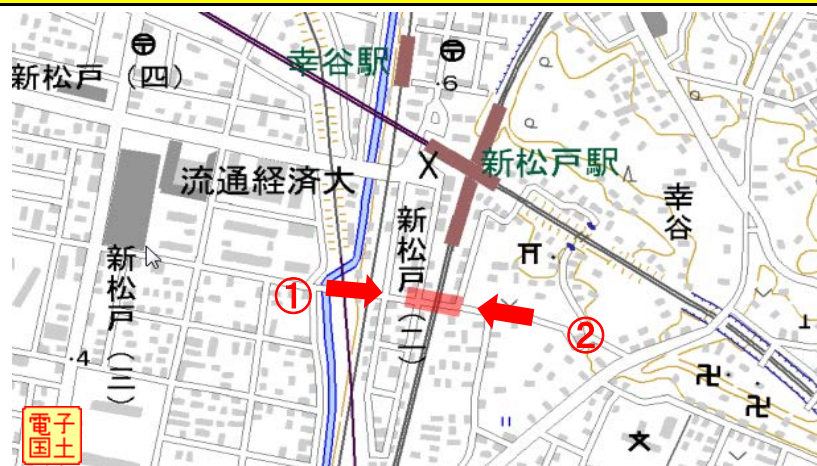 幸谷駅
新松戸（四）
・6
新松戸駅
流通経済大
幸谷
新松戸（二）
新松戸（三）
①
②
・4
電子
国土